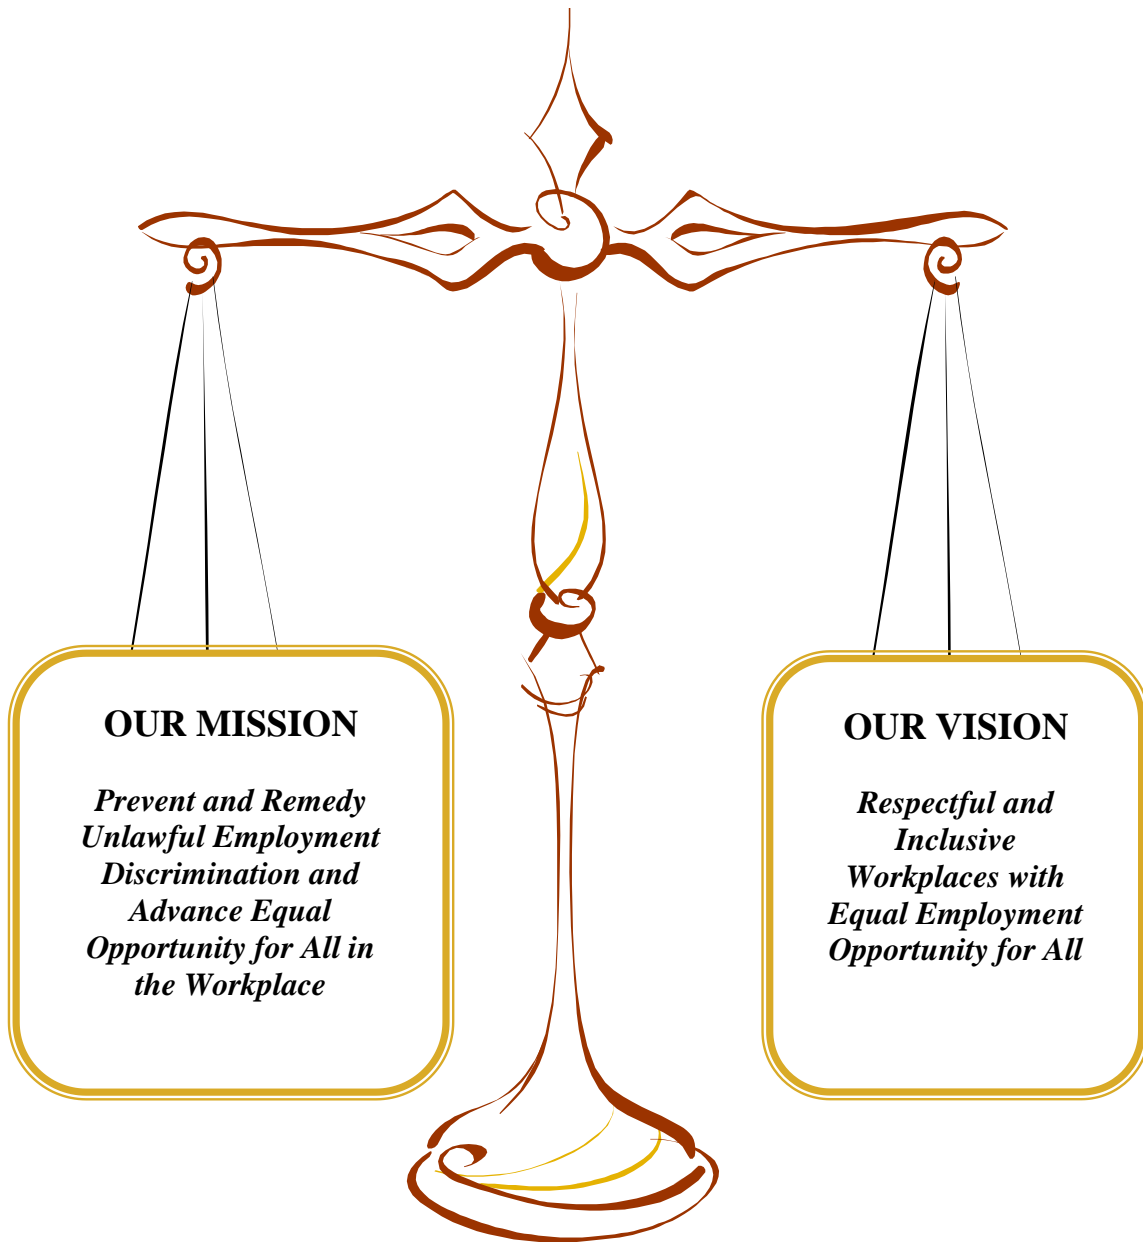 OUR MISSION
Prevent and Remedy
Unlawful Employment
Discrimination and
Advance Equal
Opportunity for All in
the Workplace
OUR VISION
Respectful and
Inclusive
Workplaces with
Equal Employment
Opportunity for All